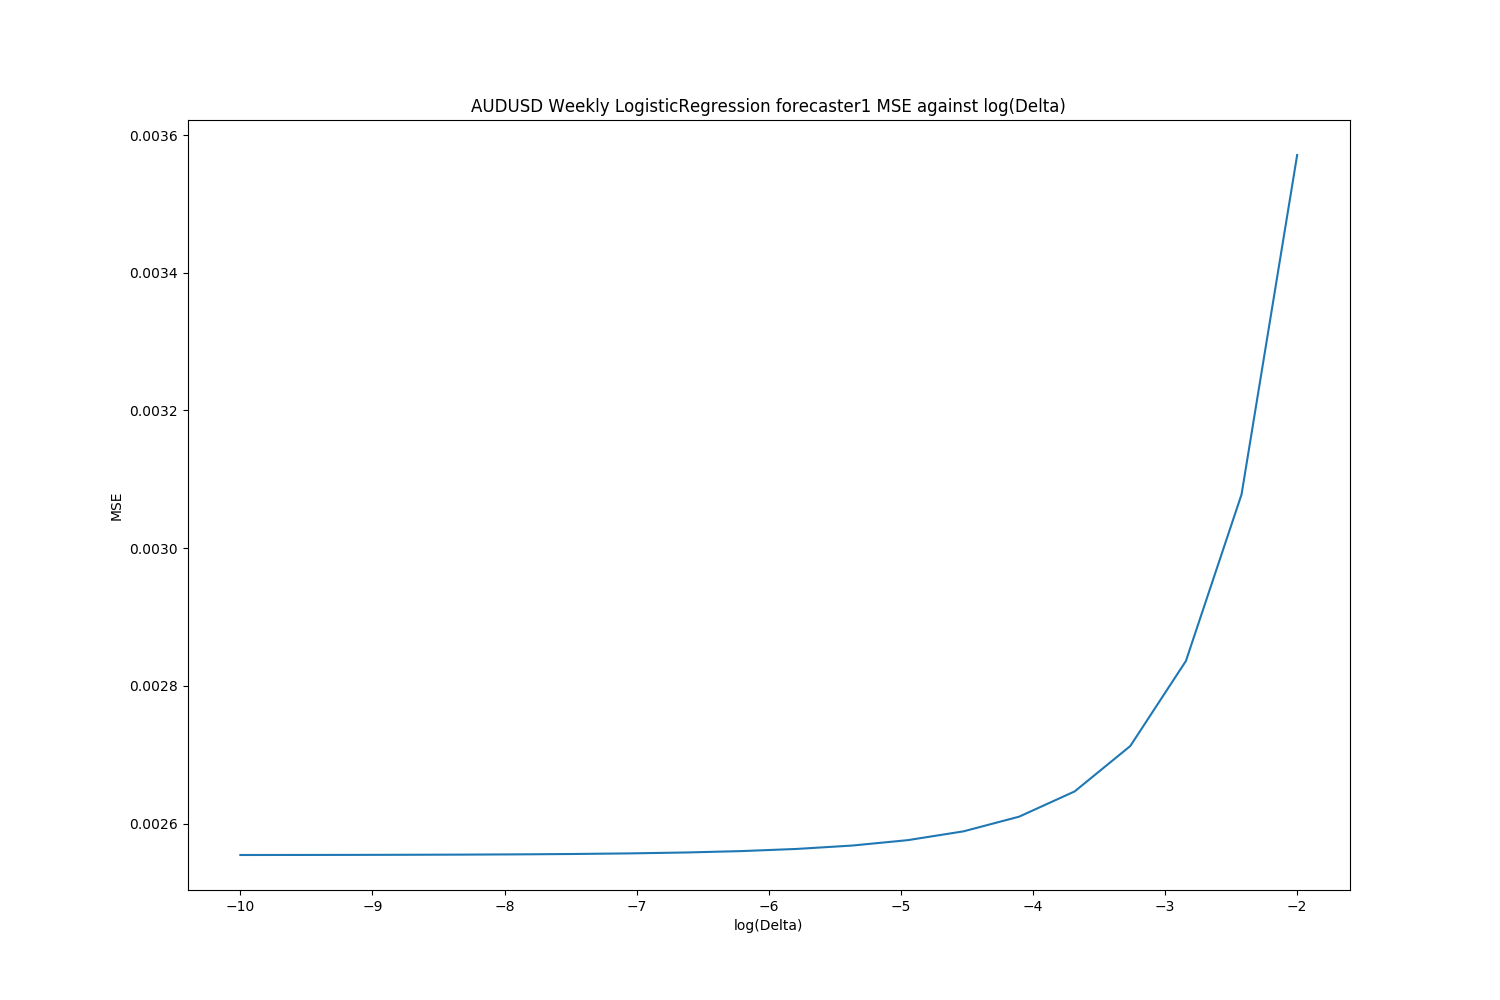 AUDUSD Weekly LogisticRegression forecaster1 MSE against log(Delta)
0.0036
0.0034
0.0032
MSE
0.0030
0.0028
0.0026
−10 −9 −8 −7 −6 −5 −4 −3 −2
log(Delta)